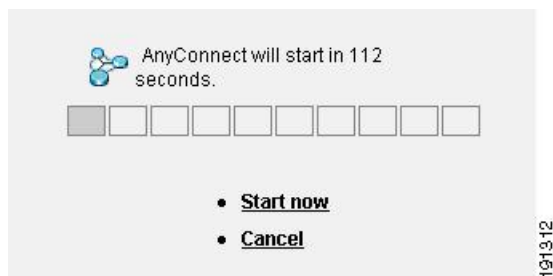 AnyConnect will start in 112
seconds.
• Start now
• Cancel
191312